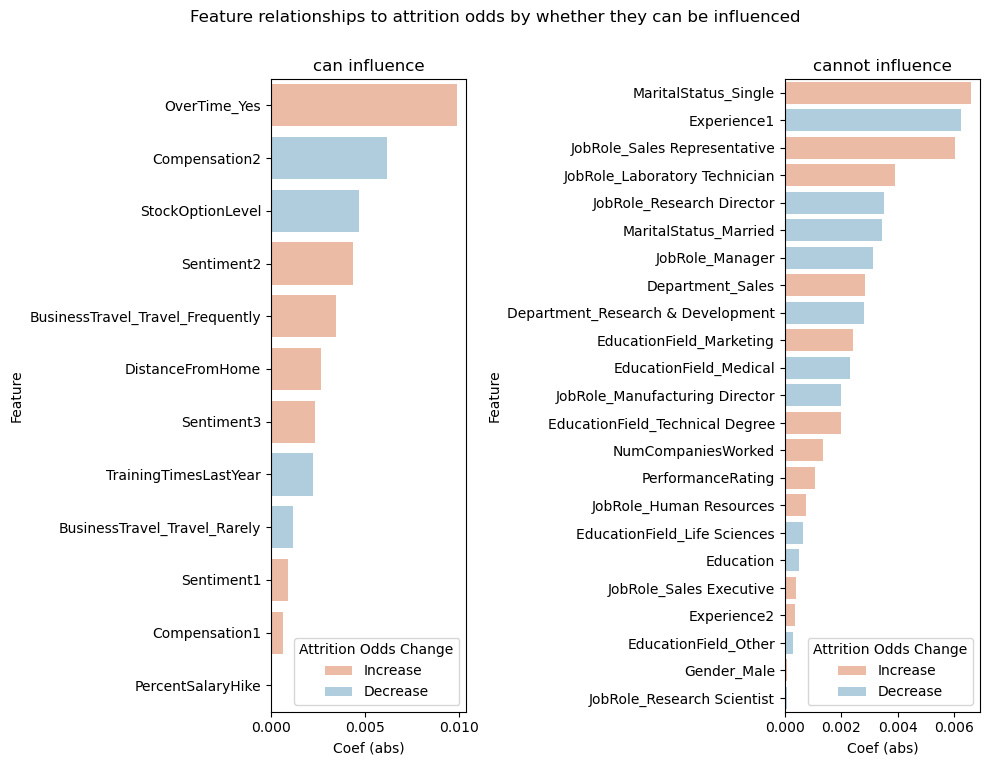 Feature relationships to attrition odds by whether they can be influenced
can influence
Feature
OverTime_Yes
Compensation2
StockOptionLevel
Sentiment2
BusinessTravel_Travel_Frequently
DistanceFromHome
Sentiment3
TrainingTimesLastYear
BusinessTravel_Travel_Rarely
Sentiment1
Compensation1
PercentSalaryHike
Attrition Odds Change
Increase
Decrease
0.000 0.005 0.010
Coef (abs)
cannot influence
Feature
MaritalStatus_Single
Experience1
JobRole_Sales Representative
JobRole_Laboratory Technician
JobRole_Research Director
MaritalStatus_Married
JobRole_Manager
Department_Sales
Department_Research & Development
EducationField_Marketing
EducationField_Medical
JobRole_Manufacturing Director
EducationField_Technical Degree
NumCompaniesWorked
PerformanceRating
JobRole_Human Resources
EducationField_Life Sciences
Education
JobRole_Sales Executive
Experience2
EducationField_Other
Gender_Male
JobRole_Research Scientist
Attrition Odds Change
Increase
Decrease
0.000 0.002 0.004 0.006
Coef (abs)